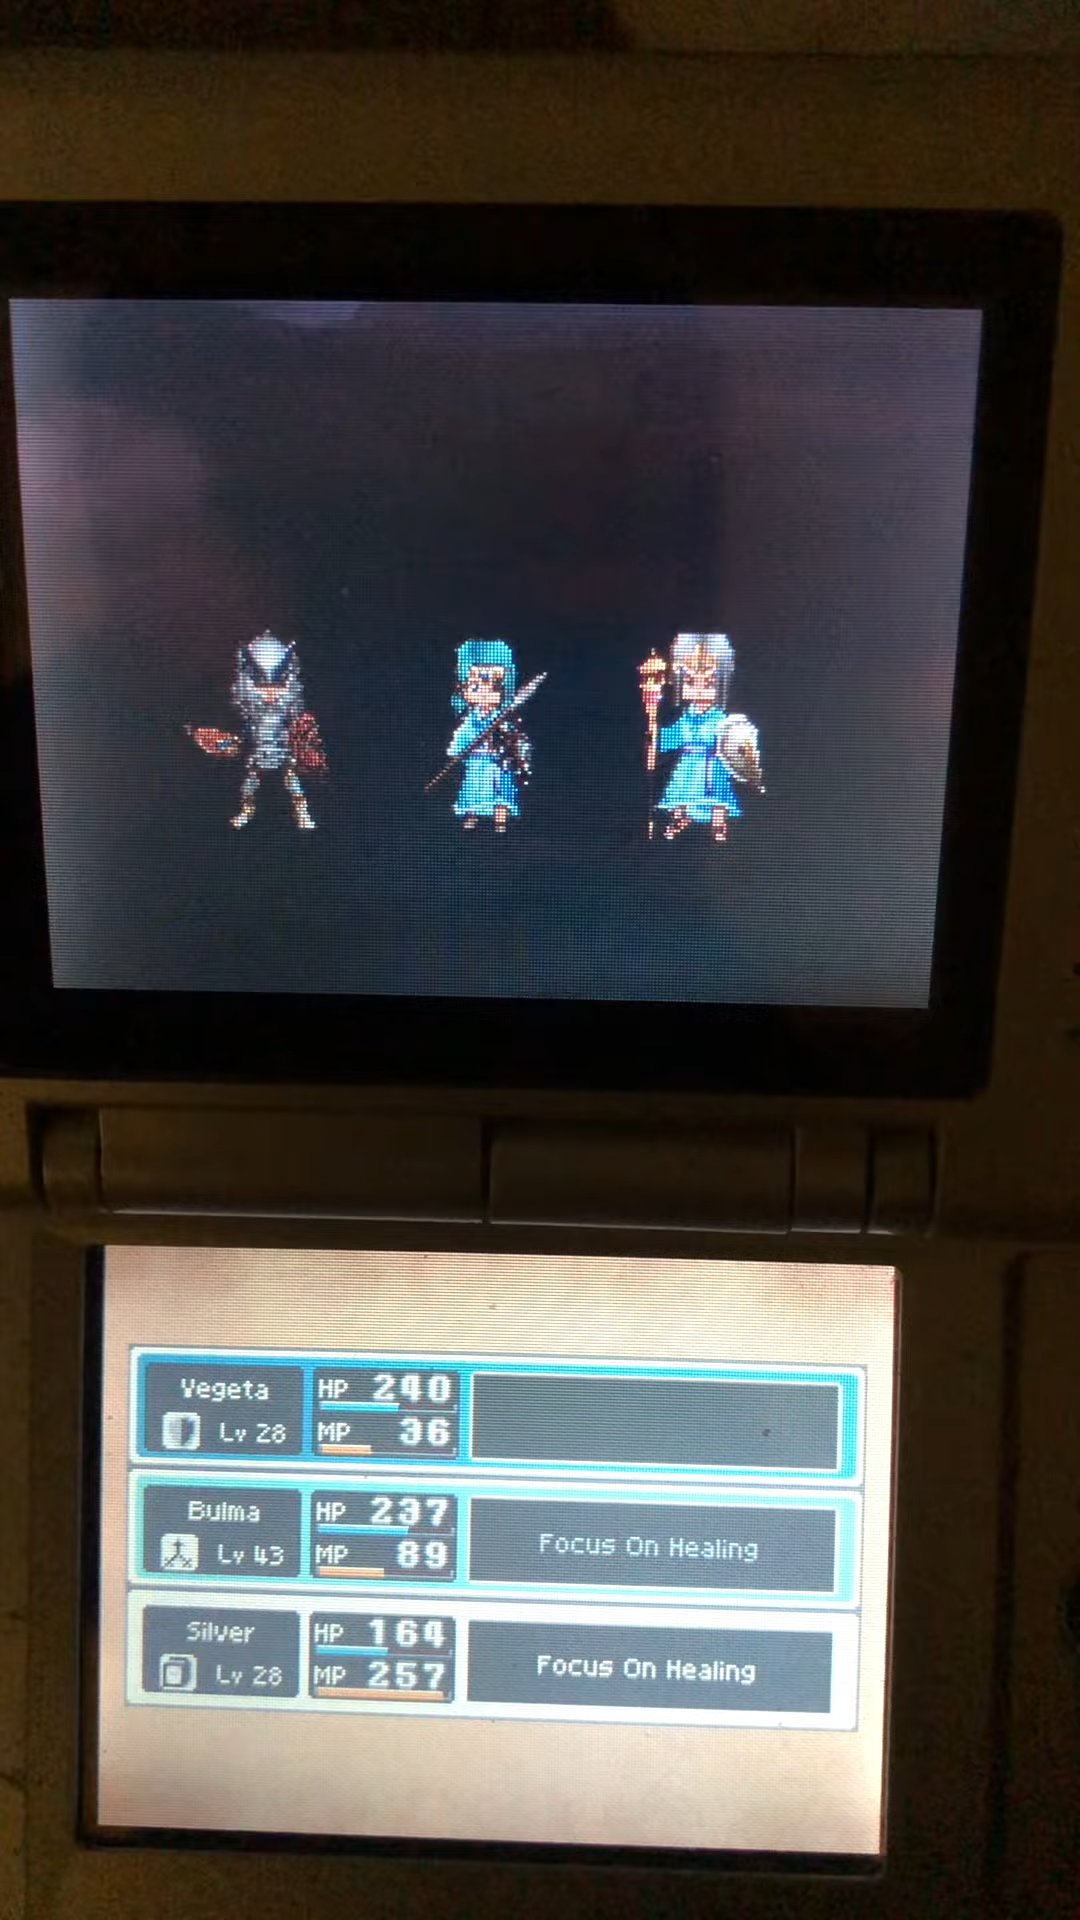 Vegeta HP 240
Lv 28 MP 36
Bulma HP 237
Lv 43 MP 89
Focus On Healing
Silver HP 164
Lv 28 MP 257
Focus On Healing